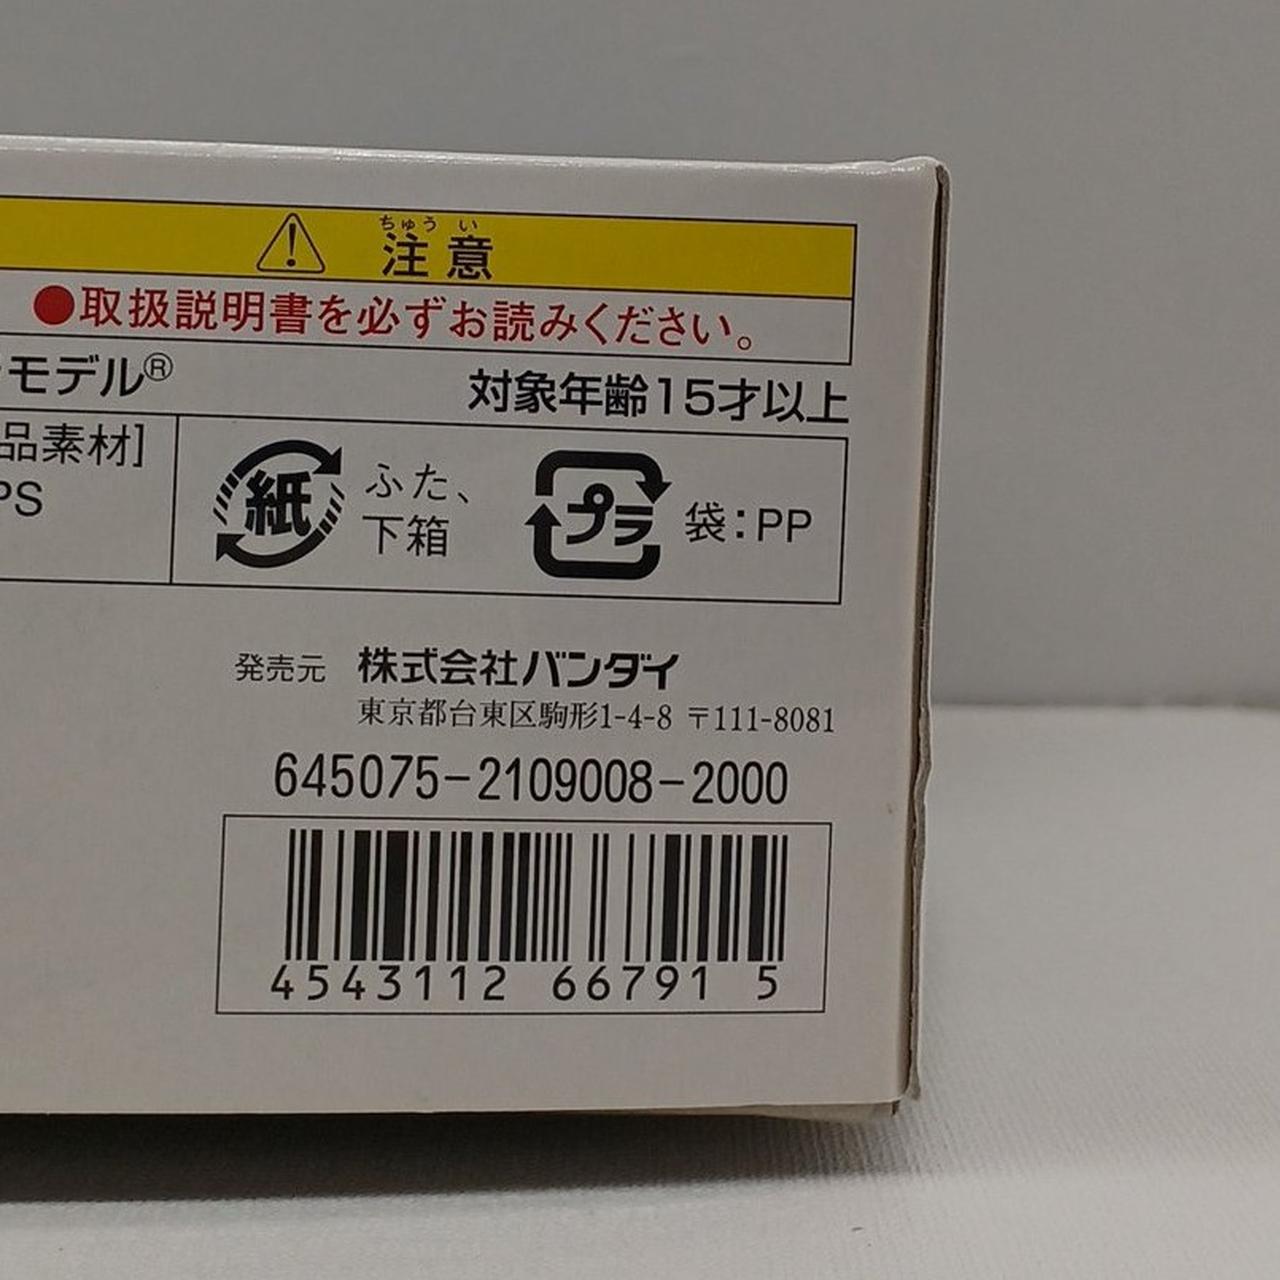 ちゅう い
注意
●取扱説明書を必ずお読みください。
モデル®
対象年齢15才以上
品素材]
PS
紙
ふた、
下箱
プラ
袋：PP
発売元 株式会社バンダイ
東京都台東区駒形1-4-8 〒111-8081
645075-2109008-2000
4543112 66791 5